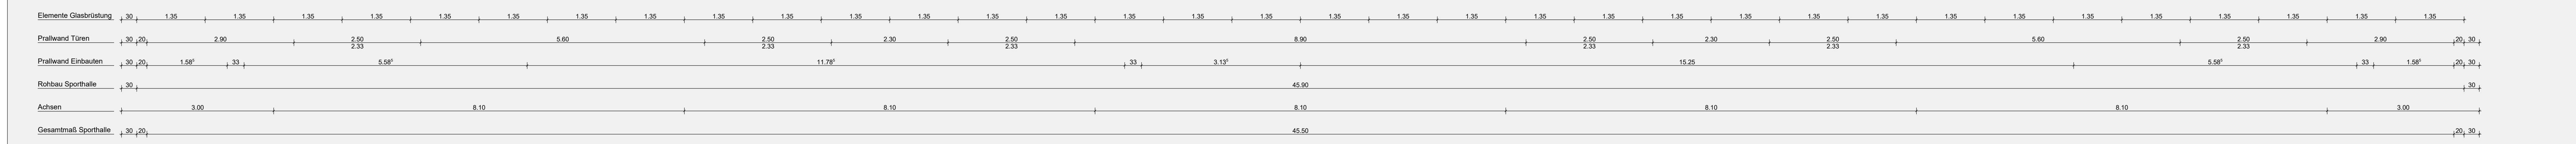 Elemente Glasbrüstung 30 1.35 1.35 1.35 1.35 1.35 1.35 1.35 1.35 1.35 1.35 1.35 1.35 1.35 1.35 1.35 1.35 1.35 1.35 1.35 1.35 1.35 1.35 1.35 1.35 1.35 1.35 1.35 1.35 1.35 1.35 1.35 1.35 1.35 1.35
Prallwand Türen 30 20 2.90 2.50 5.60 2.50 2.30 2.50 8.90 2.50 2.30 2.50 5.60 2.50 2.90 20 30
2.33 2.33 2.33 2.33 2.33 2.33
Prallwand Einbauten 30 20 1.58⁵ 33 5.58⁵ 11.78⁵ 33 3.13⁵ 15.25 5.58⁵ 33 1.58⁵ 20 30
Rohbau Sporthalle 30 45.90 30
Achsen 3.00 8.10 8.10 8.10 8.10 8.10 3.00
Gesamtmaß Sporthalle 30 20 45.50 20 30